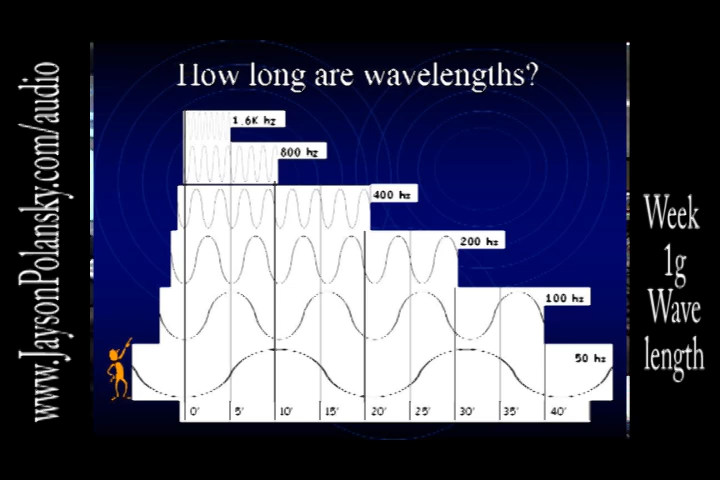 www.JaysonPolansky.com/audio
How long are wavelengths?
1.6K hz
800 hz
400 hz
200 hz
100 hz
50 hz
0' 5' 10' 15' 20' 25' 30' 35' 40'
Week
1g
Wave
length